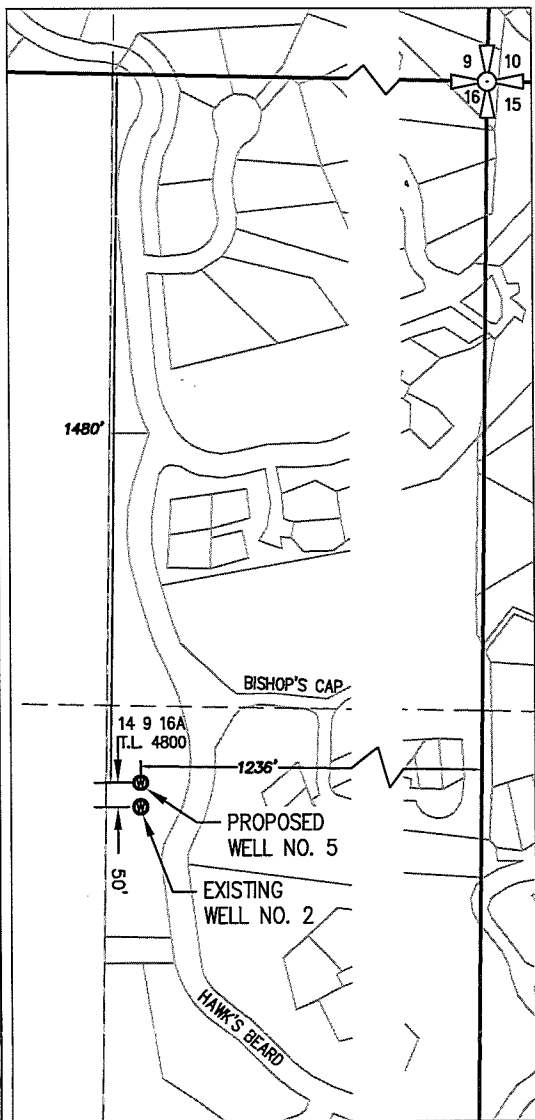 9 10
16 15
1480'
BISHOP'S CAP
14 9 16A
T.L. 4800
1236'
W
PROPOSED
WELL NO. 5
W
EXISTING
WELL NO. 2
50'
HAWK'S BEARD